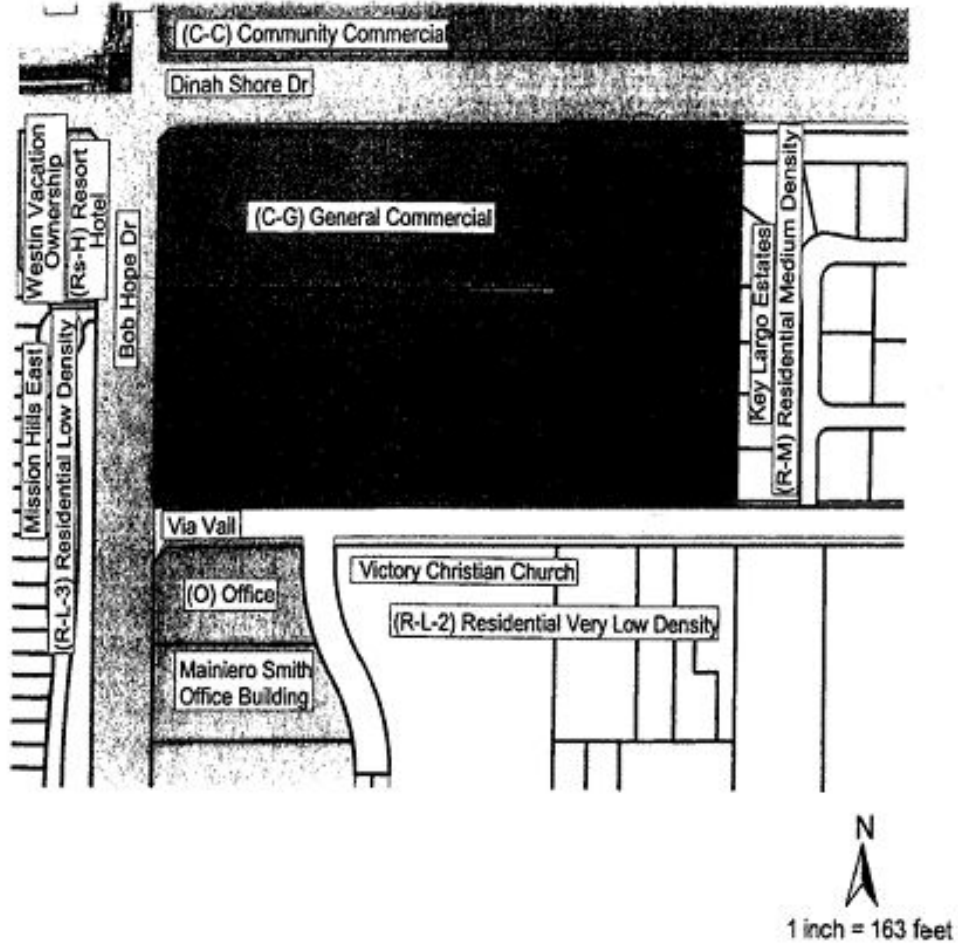 (C-C) Community Commercial
Dinah Shore Dr
Westin Vacation
Ownership
(Rs-H) Resort
Hotel
Bob Hope Dr
(C-G) General Commercial
Key Largo Estates
(R-M) Residential Medium Density
Mission Hills East
(R-L-3) Residential Low Density
Via Vail
(O) Office
Victory Christian Church
(R-L-2) Residential Very Low Density
Mainiero Smith
Office Building
N
1 inch = 163 feet